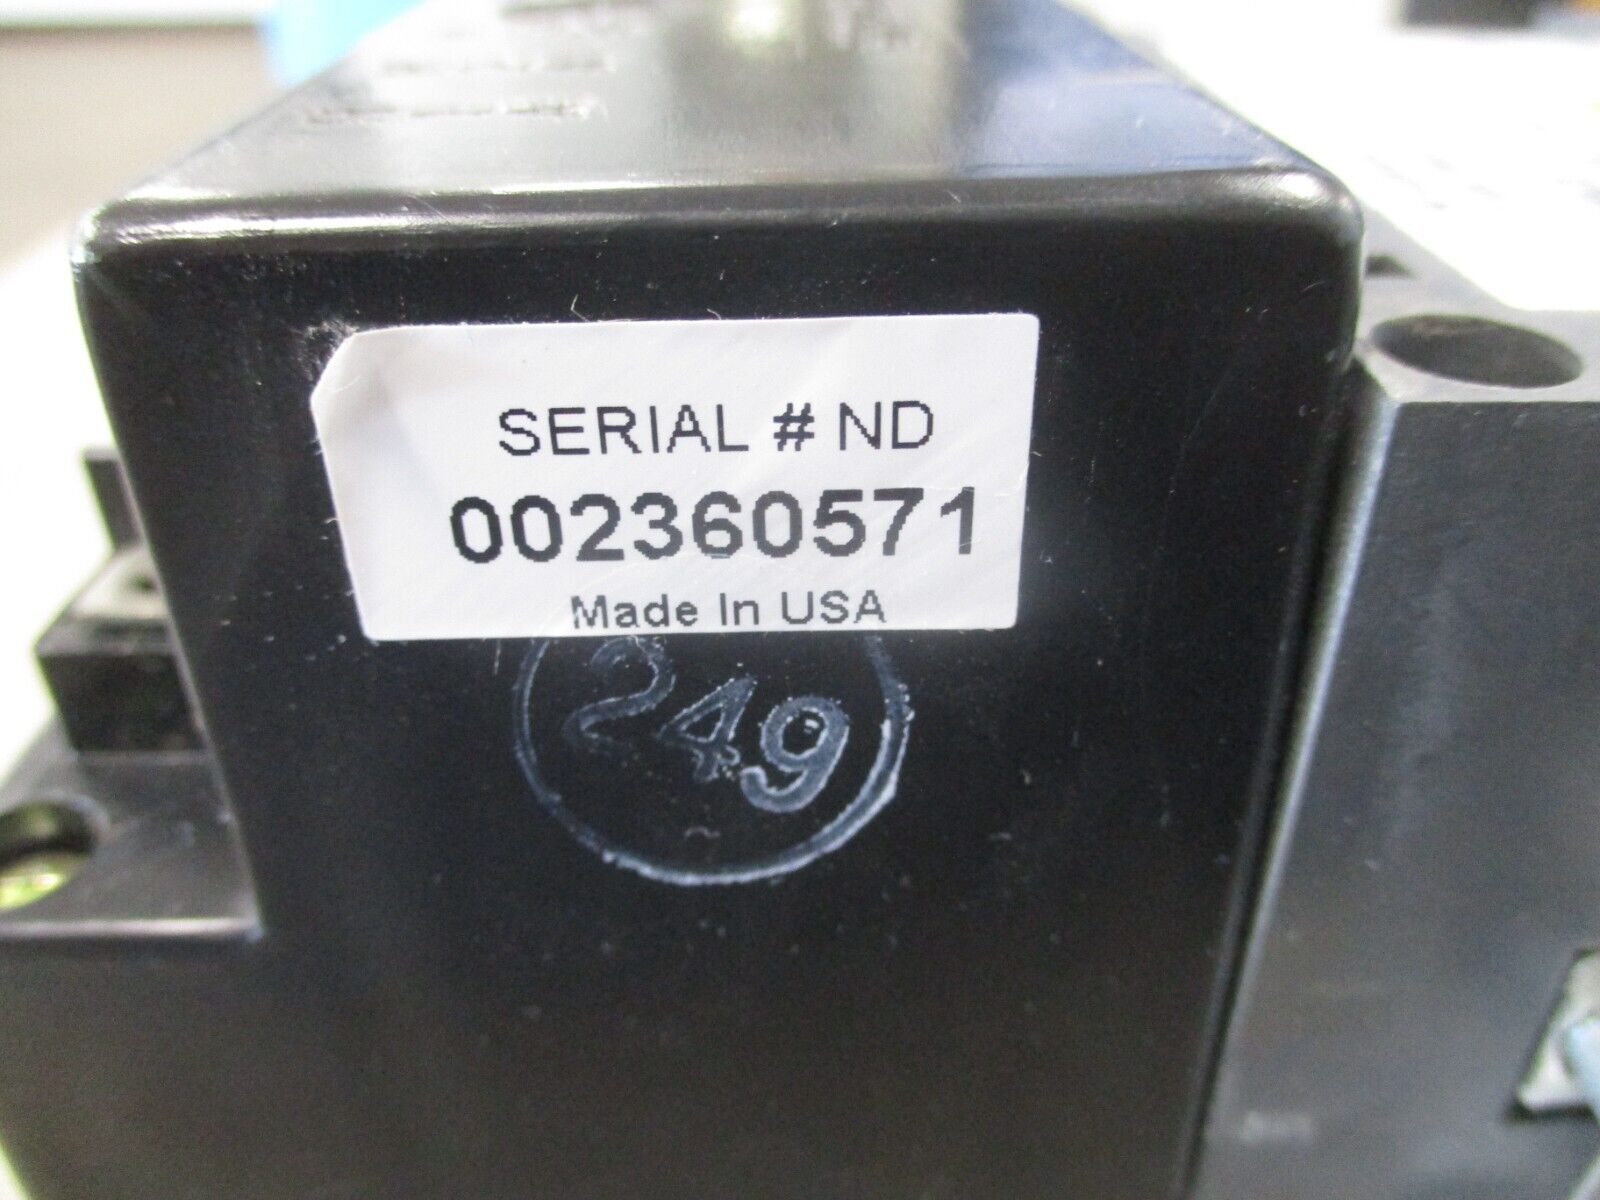 SERIAL # ND
002360571
Made In USA
249